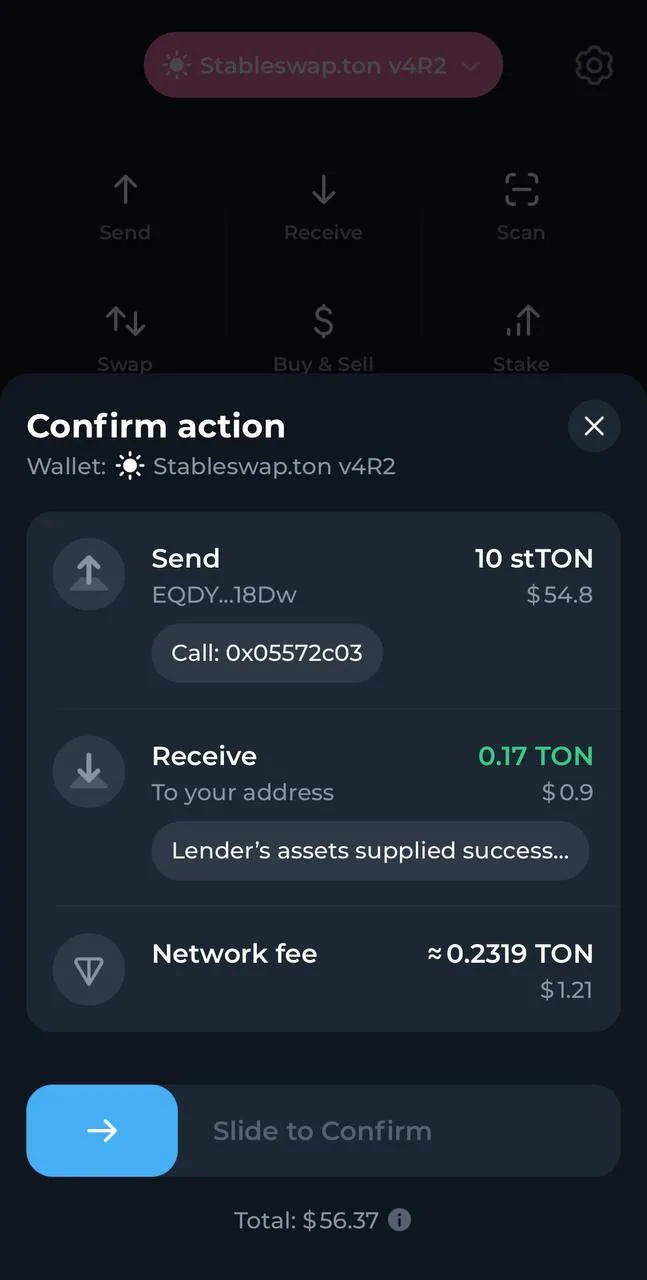 Stableswap.ton v4R2
Send Receive Scan
Swap Buy & Sell Stake
Confirm action
Wallet: Stableswap.ton v4R2
Send 10 stTON
EQDY...18Dw $54.8
Call: 0x05572c03
Receive 0.17 TON
To your address $0.9
Lender’s assets supplied success...
Network fee ≈0.2319 TON
$1.21
Slide to Confirm
Total: $56.37